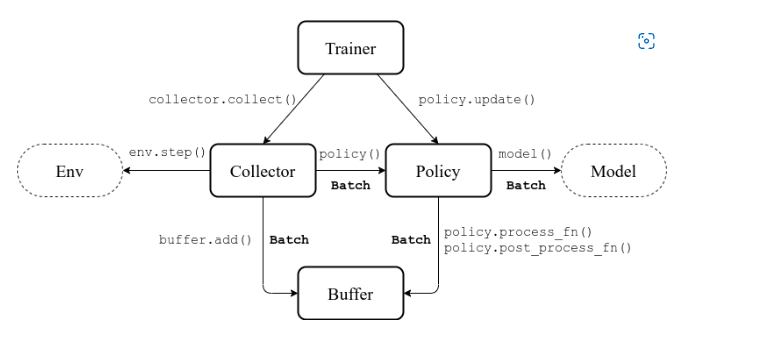 Trainer
collector.collect()
policy.update()
Env
env.step()
Collector
policy()
Batch
Policy
model()
Batch
Model
buffer.add()
Batch
Batch
policy.process_fn()
policy.post_process_fn()
Buffer